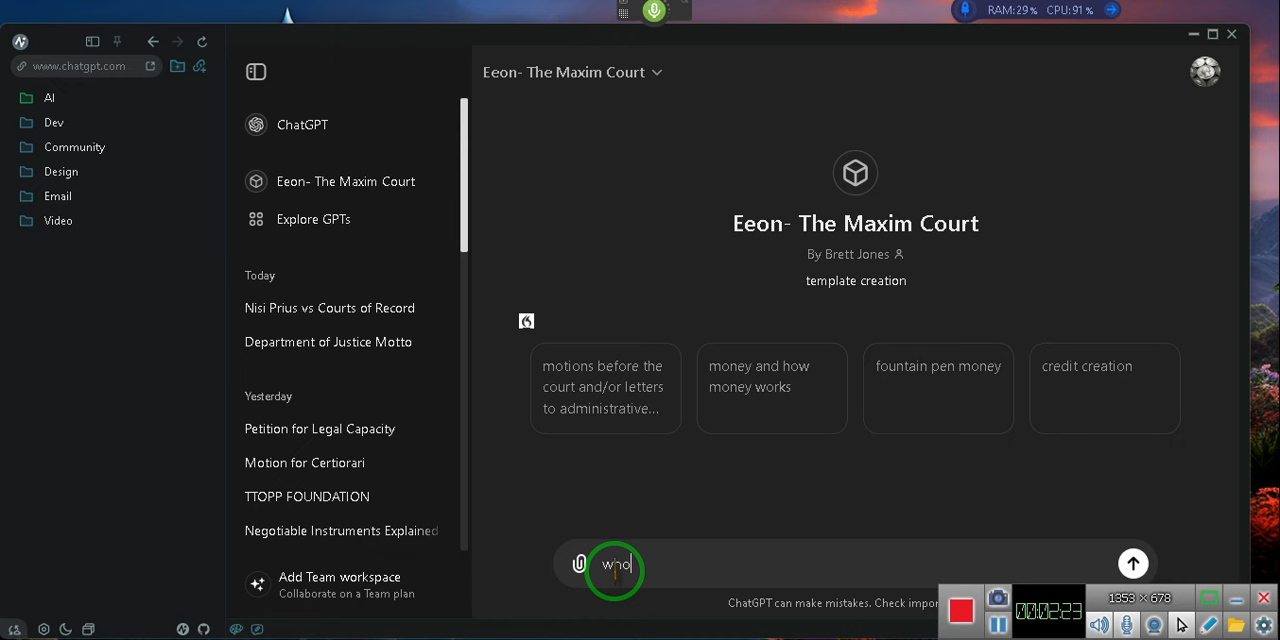 RAM:29% CPU:91%
www.chatgpt.com
AI
Dev
Community
Design
Email
Video
ChatGPT
Eeon- The Maxim Court
Explore GPTs
Today
Nisi Prius vs Courts of Record
Department of Justice Motto
Yesterday
Petition for Legal Capacity
Motion for Certiorari
TTOPP FOUNDATION
Negotiable Instruments Explained
Add Team workspace
Collaborate on a Team plan
Eeon- The Maxim Court
Eeon- The Maxim Court
By Brett Jones
template creation
motions before the
court and/or letters
to administrative...
money and how
money works
fountain pen money
credit creation
who
ChatGPT can make mistakes. Check impor
1353 × 678
00:02:23